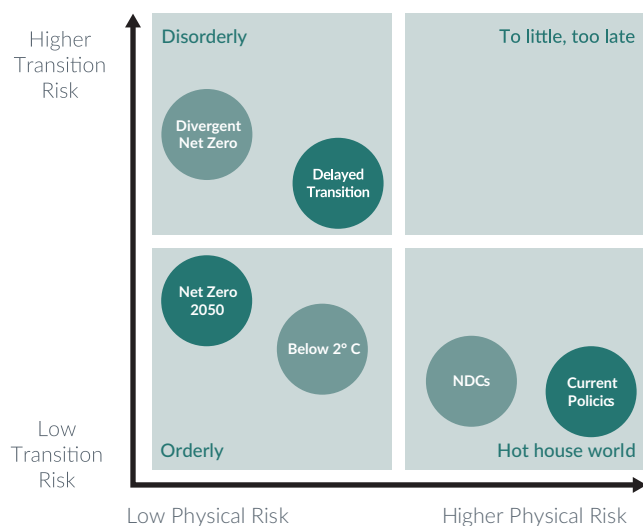 Higher
Transition
Risk
Disorderly
To little, too late
Divergent
Net Zero
Delayed
Transition
Net Zero
2050
Below 2° C
NDCs
Current
Policies
Low
Transition
Risk
Orderly
Hot house world
Low Physical Risk
Higher Physical Risk